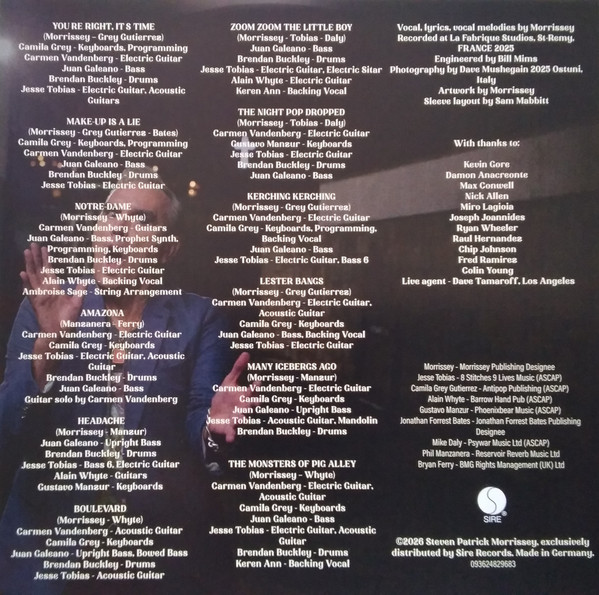 YOU'RE RIGHT, IT'S TIME
(Morrissey - Grey Gutierrez)
Camila Grey - Keyboards, Programming
Carmen Vandenberg - Electric Guitar
Juan Galeano - Bass
Brendan Buckley - Drums
Jesse Tobias - Electric Guitar, Acoustic
Guitars
MAKE-UP IS A LIE
(Morrissey - Grey Gutierrez - Bates)
Camila Grey - Keyboards, Programming
Carmen Vandenberg - Electric Guitar
Juan Galeano - Bass
Brendan Buckley - Drums
Jesse Tobias - Electric Guitar
NOTRE-DAME
(Morrissey - Whyte)
Carmen Vandenberg - Guitars
Juan Galeano - Bass, Prophet Synth,
Programming, Keyboards
Brendan Buckley - Drums
Jesse Tobias - Electric Guitar
Alain Whyte - Backing Vocal
Ambroise Sage - String Arrangement
AMAZONA
(Manzanera - Ferry)
Carmen Vandenberg - Electric Guitar
Camila Grey - Keyboards
Jesse Tobias - Electric Guitar, Acoustic
Guitar
Brendan Buckley - Drums
Juan Galeano - Bass
Guitar solo by Carmen Vandenberg
HEADACHE
(Morrissey - Manzur)
Juan Galeano - Upright Bass
Brendan Buckley - Drums
Jesse Tobias - Bass 6, Electric Guitar
Alain Whyte - Guitars
Gustavo Manzur - Keyboards
BOULEVARD
(Morrissey - Whyte)
Carmen Vandenberg - Acoustic Guitar
Camila Grey - Keyboards
Juan Galeano - Upright Bass, Bowed Bass
Brendan Buckley - Drums
Jesse Tobias - Acoustic Guitar
ZOOM ZOOM THE LITTLE BOY
(Morrissey - Tobias - Daly)
Juan Galeano - Bass
Brendan Buckley - Drums
Jesse Tobias - Electric Guitar, Electric Sitar
Alain Whyte - Electric Guitar
Keren Ann - Backing Vocal
THE NIGHT POP DROPPED
(Morrissey - Tobias - Daly)
Carmen Vandenberg - Electric Guitar
Gustavo Manzur - Keyboards
Jesse Tobias - Electric Guitar
Brendan Buckley - Drums
Juan Galeano - Bass
KERCHING KERCHING
(Morrissey - Grey Gutierrez)
Carmen Vandenberg - Electric Guitar
Camila Grey - Keyboards, Programming,
Backing Vocal
Juan Galeano - Bass
Jesse Tobias - Electric Guitar, Bass 6
LESTER BANGS
(Morrissey - Grey Gutierrez)
Carmen Vandenberg - Electric Guitar,
Acoustic Guitar
Camila Grey - Keyboards
Juan Galeano - Bass, Backing Vocal
Jesse Tobias - Electric Guitar
MANY ICEBERGS AGO
(Morrissey - Manzur)
Carmen Vandenberg - Electric Guitar
Camila Grey - Keyboards
Juan Galeano - Upright Bass
Jesse Tobias - Acoustic Guitar, Mandolin
Brendan Buckley - Drums
THE MONSTERS OF PIG ALLEY
(Morrissey - Whyte)
Carmen Vandenberg - Electric Guitar,
Acoustic Guitar
Camila Grey - Keyboards
Juan Galeano - Bass
Jesse Tobias - Electric Guitar, Acoustic
Guitar
Brendan Buckley - Drums
Keren Ann - Backing Vocal
Vocal, lyrics, vocal melodies by Morrissey
Recorded at La Fabrique Studios, St-Remy,
FRANCE 2025
Engineered by Bill Mims
Photography by Dave Mushegain 2025 Ostuni,
Italy
Artwork by Morrissey
Sleeve layout by Sam Mabbitt
With thanks to:
Kevin Gore
Damon Anacreonte
Max Conwell
Nick Allen
Miro Lagioia
Joseph Joannides
Ryan Wheeler
Raul Hernandez
Chip Johnson
Fred Ramirez
Colin Young
Live agent - Dave Tamaroff, Los Angeles
Morrissey - Morrissey Publishing Designee
Jesse Tobias - 8 Stitches 9 Lives Music (ASCAP)
Camila Grey Gutierrez - Antipop Publishing (ASCAP)
Alain Whyte - Barrow Hand Pub (ASCAP)
Gustavo Manzur - Phoenixbear Music (ASCAP)
Jonathan Forrest Bates - Jonathan Forrest Bates Publishing
Designee
Mike Daly - Psywar Music Ltd (ASCAP)
Phil Manzanera - Reservoir Reverb Music Ltd
Bryan Ferry - BMG Rights Management (UK) Ltd
SIRE®
©2026 Steven Patrick Morrissey, exclusively
distributed by Sire Records. Made in Germany.
093624829683